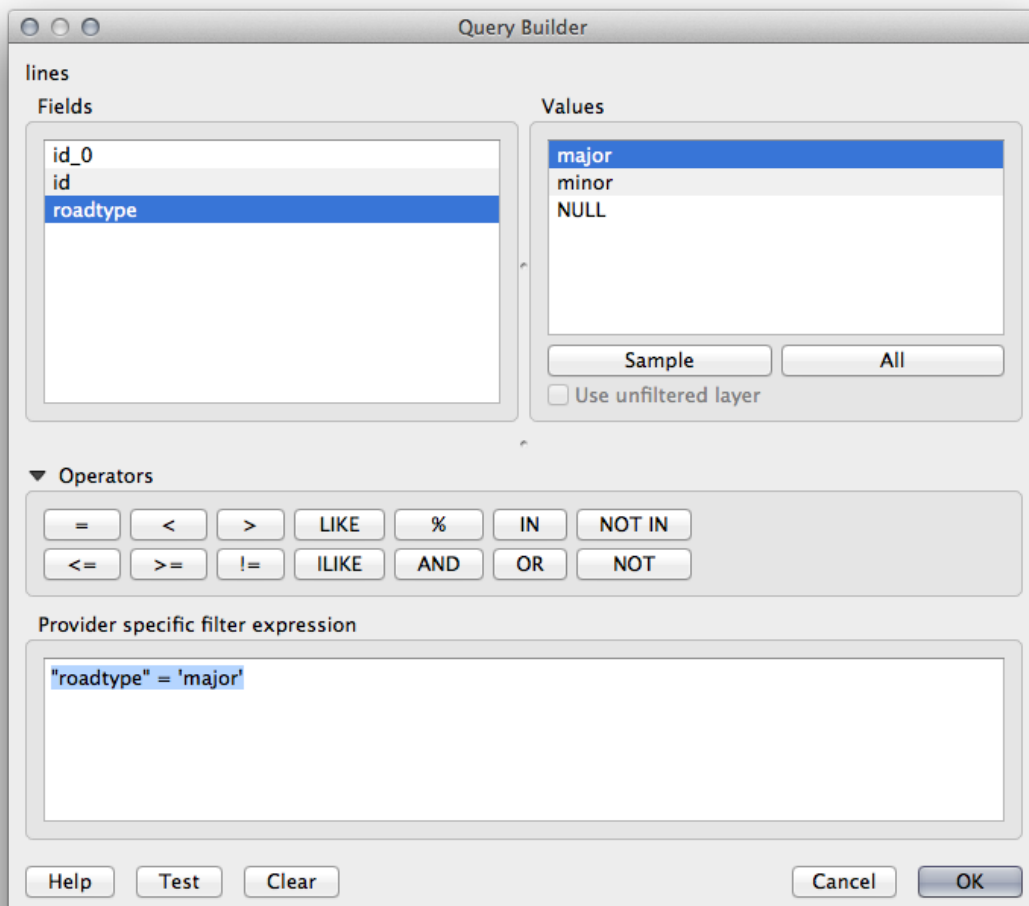 Query Builder
lines
Fields
id_0
id
roadtype
Values
major
minor
NULL
Sample
All
Use unfiltered layer
Operators
= < > LIKE % IN NOT IN
<= >= != ILIKE AND OR NOT
Provider specific filter expression
"roadtype" = 'major'
Help Test Clear Cancel OK